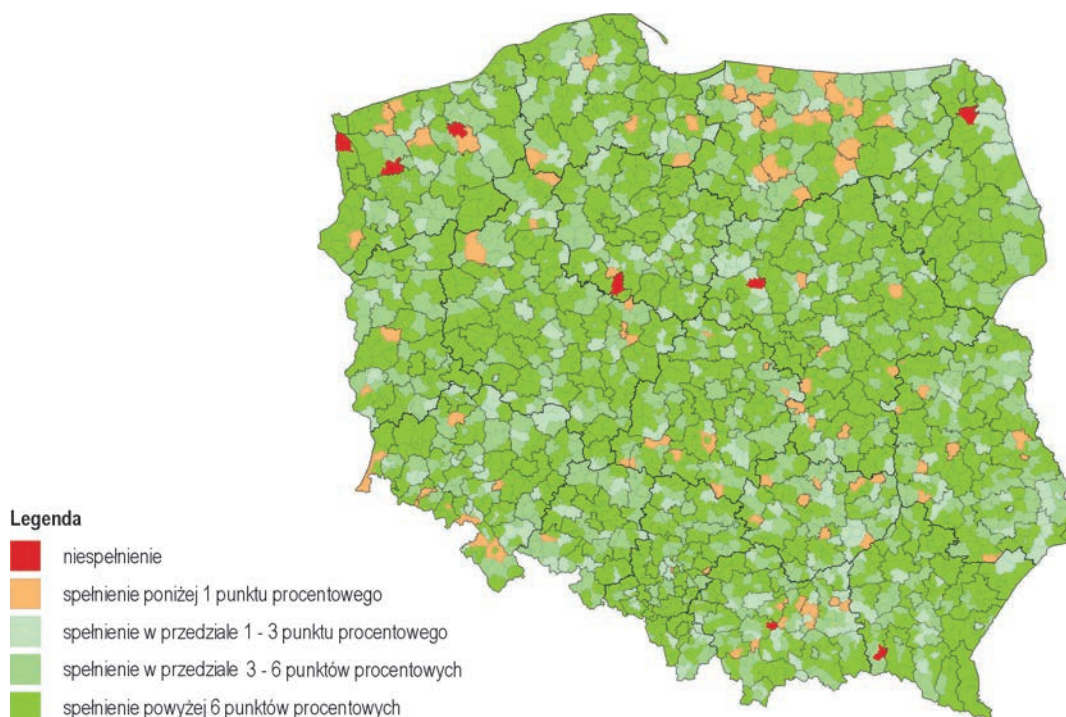 Legenda
niespełnienie
spełnienie poniżej 1 punktu procentowego
spełnienie w przedziale 1 - 3 punktu procentowego
spełnienie w przedziale 3 - 6 punktów procentowych
spełnienie powyżej 6 punktów procentowych